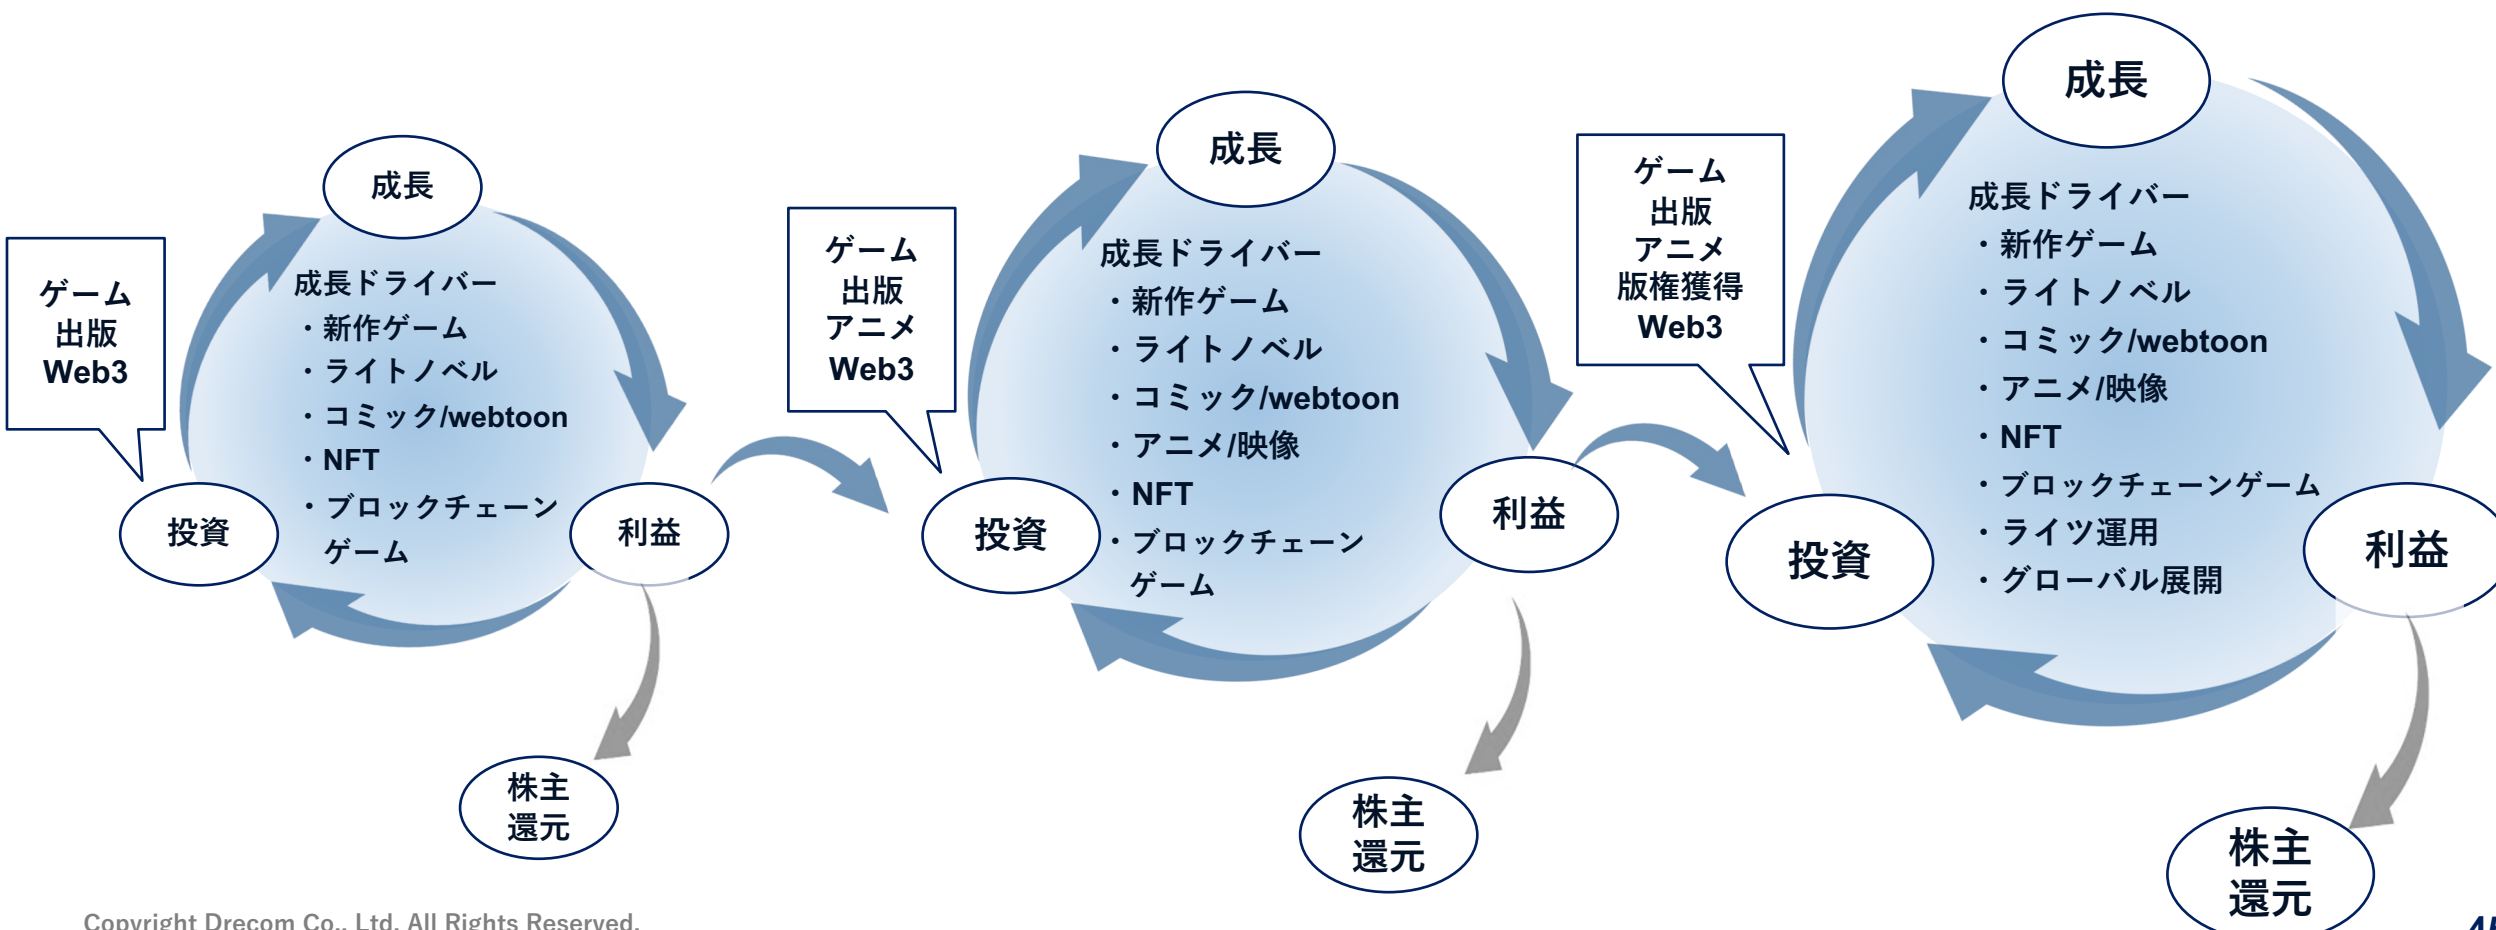 成長
ゲーム
出版
Web3
成長ドライバー
・新作ゲーム
・ライトノベル
・コミック/webtoon
・NFT
・ブロックチェーン
ゲーム
投資
利益
株主
還元
成長
ゲーム
出版
アニメ
Web3
成長ドライバー
・新作ゲーム
・ライトノベル
・コミック/webtoon
・アニメ/映像
・NFT
・ブロックチェーン
ゲーム
投資
利益
株主
還元
成長
ゲーム
出版
アニメ
版権獲得
Web3
成長ドライバー
・新作ゲーム
・ライトノベル
・コミック/webtoon
・アニメ/映像
・NFT
・ブロックチェーンゲーム
・ライツ運用
・グローバル展開
投資
利益
株主
還元
Copyright Drecom Co., Ltd. All Rights Reserved.